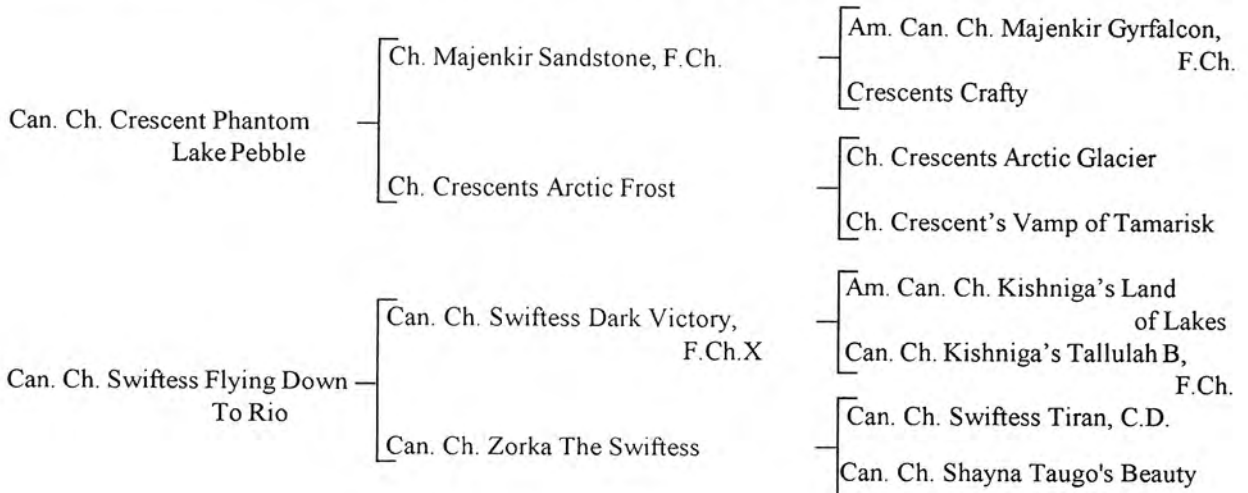 Am. Can. Ch. Majenkir Gyrfalcon,
F.Ch.
Ch. Majenkir Sandstone, F.Ch.
Crescents Crafty
Can. Ch. Crescent Phantom
Lake Pebble
Ch. Crescents Arctic Glacier
Ch. Crescents Arctic Frost
Ch. Crescent's Vamp of Tamarisk
Am. Can. Ch. Kishniga's Land
of Lakes
Can. Ch. Swiftess Dark Victory,
F.Ch.X
Can. Ch. Kishniga's Tallulah B,
F.Ch.
Can. Ch. Swiftess Flying Down
To Rio
Can. Ch. Swiftess Tiran, C.D.
Can. Ch. Zorka The Swiftess
Can. Ch. Shayna Taugo's Beauty